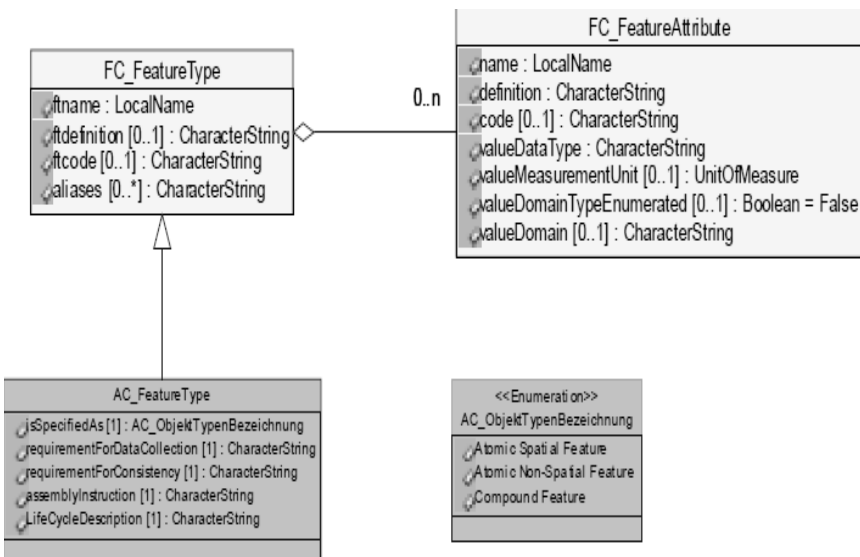 FC_FeatureType
ftname : LocalName
ftdefinition [0..1] : CharacterString
ftcode [0..1] : CharacterString
aliases [0..*] : CharacterString
0..n
FC_FeatureAttribute
name : LocalName
definition : CharacterString
code [0..1] : CharacterString
valueDataType : CharacterString
valueMeasurementUnit [0..1] : UnitOfMeasure
valueDomainTypeEnumerated [0..1] : Boolean = False
valueDomain [0..1] : CharacterString
AC_FeatureType
isSpecifiedAs [1] : AC_ObjektTypenBezeichnung
requirementForDataCollection [1] : CharacterString
requirementForConsistency [1] : CharacterString
assemblyInstruction [1] : CharacterString
LifeCycleDescription [1] : CharacterString
<<Enumeration>>
AC_ObjektTypenBezeichnung
Atomic Spatial Feature
Atomic Non-Spatial Feature
Compound Feature